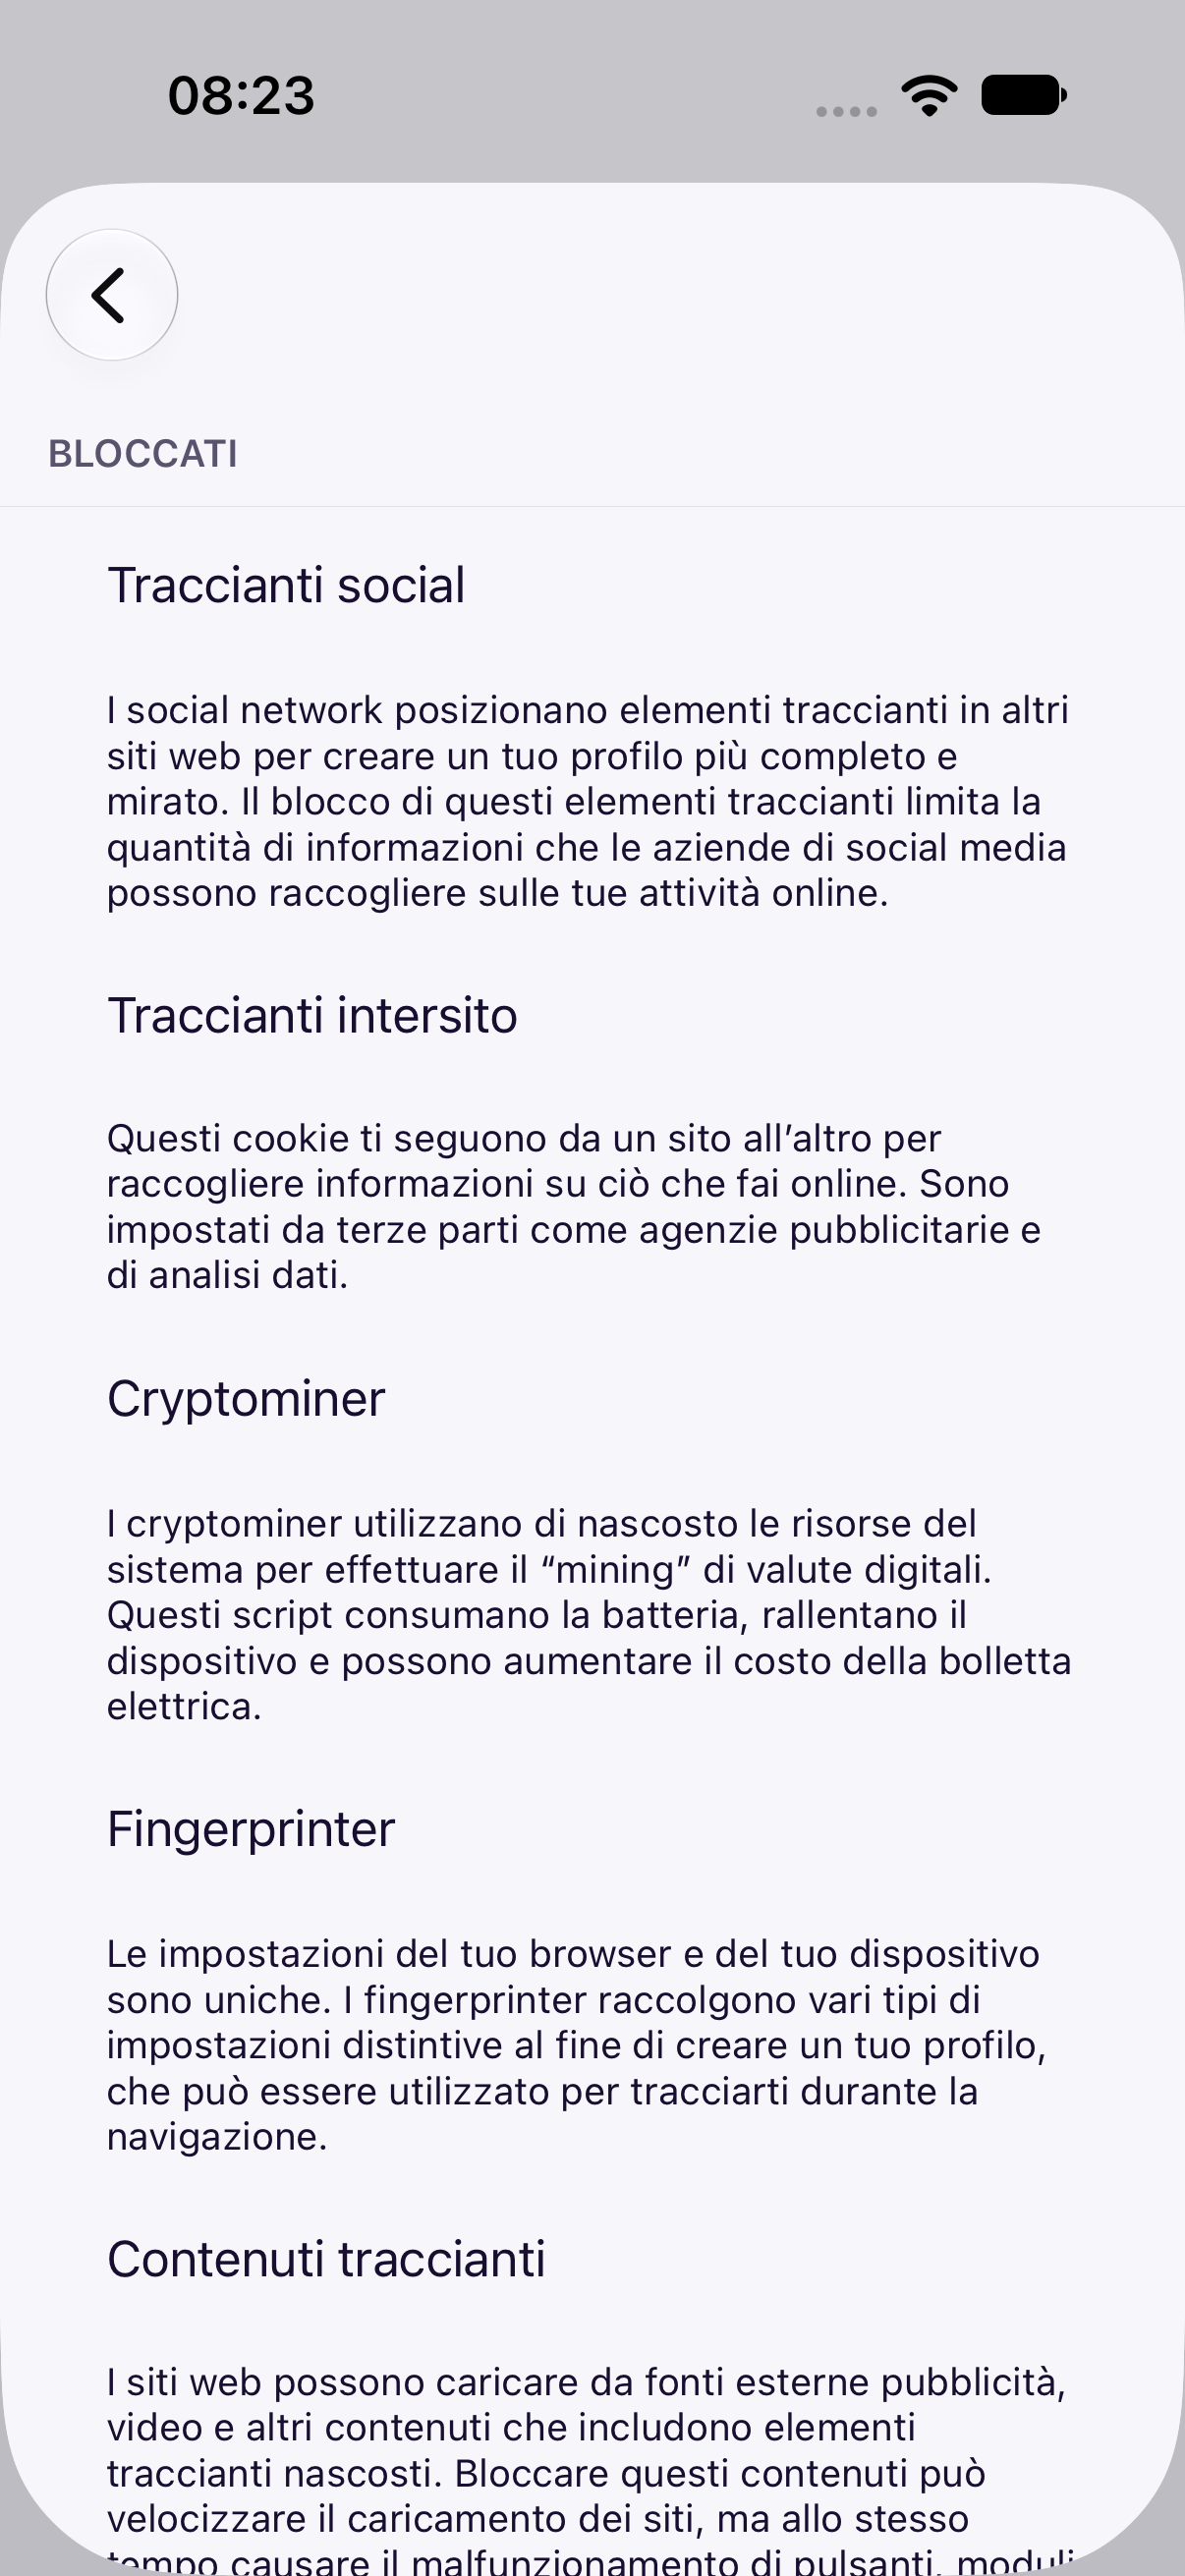 08:23
BLOCCATI
Traccianti social
I social network posizionano elementi traccianti in altri
siti web per creare un tuo profilo più completo e
mirato. Il blocco di questi elementi traccianti limita la
quantità di informazioni che le aziende di social media
possono raccogliere sulle tue attività online.
Traccianti intersito
Questi cookie ti seguono da un sito all’altro per
raccogliere informazioni su ciò che fai online. Sono
impostati da terze parti come agenzie pubblicitarie e
di analisi dati.
Cryptominer
I cryptominer utilizzano di nascosto le risorse del
sistema per effettuare il “mining” di valute digitali.
Questi script consumano la batteria, rallentano il
dispositivo e possono aumentare il costo della bolletta
elettrica.
Fingerprinter
Le impostazioni del tuo browser e del tuo dispositivo
sono uniche. I fingerprinter raccolgono vari tipi di
impostazioni distintive al fine di creare un tuo profilo,
che può essere utilizzato per tracciarti durante la
navigazione.
Contenuti traccianti
I siti web possono caricare da fonti esterne pubblicità,
video e altri contenuti che includono elementi
traccianti nascosti. Bloccare questi contenuti può
velocizzare il caricamento dei siti, ma allo stesso
tempo causare il malfunzionamento di pulsanti, moduli